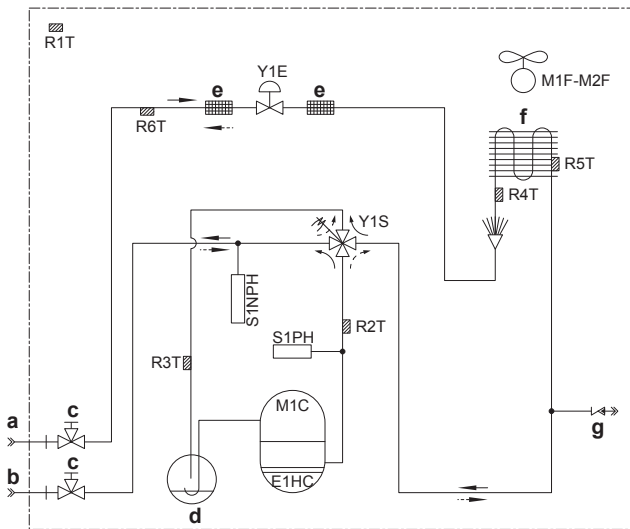 R1T
Y1E
M1F-M2F
e
e
f
R6T
R5T
R4T
Y1S
S1NPH
R2T
S1PH
R3T
a
c
M1C
g
b
c
E1HC
d